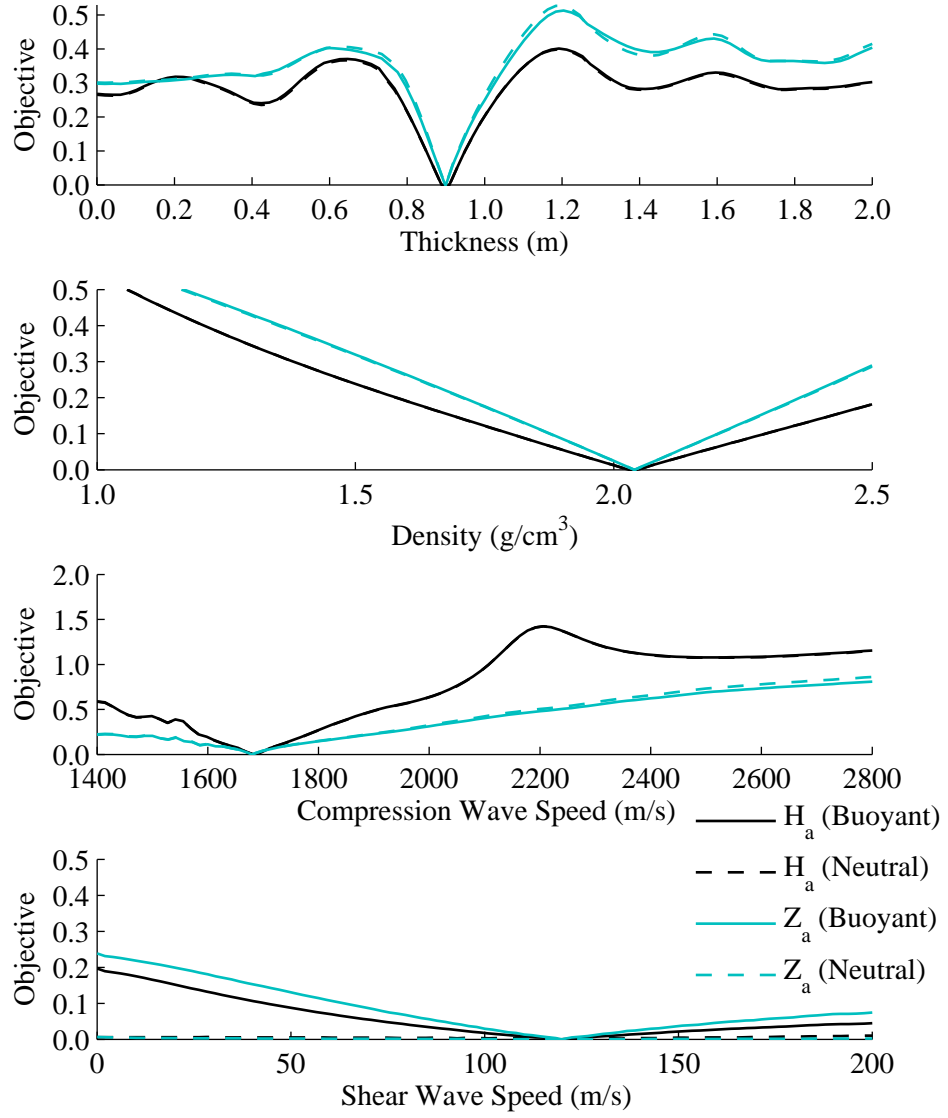 0.5
0.4
0.3
0.2
0.1
0.0
Objective
0.0 0.2 0.4 0.6 0.8 1.0 1.2 1.4 1.6 1.8 2.0
Thickness (m)
0.5
0.4
0.3
0.2
0.1
0.0
Objective
1.0 1.5 2.0 2.5
Density (g/cm³)
2.0
1.5
1.0
0.5
0.0
Objective
1400 1600 1800 2000 2200 2400 2600 2800
Compression Wave Speed (m/s)
H_a (Buoyant)
H_a (Neutral)
Z_a (Buoyant)
Z_a (Neutral)
0.5
0.4
0.3
0.2
0.1
0.0
Objective
0 50 100 150 200
Shear Wave Speed (m/s)